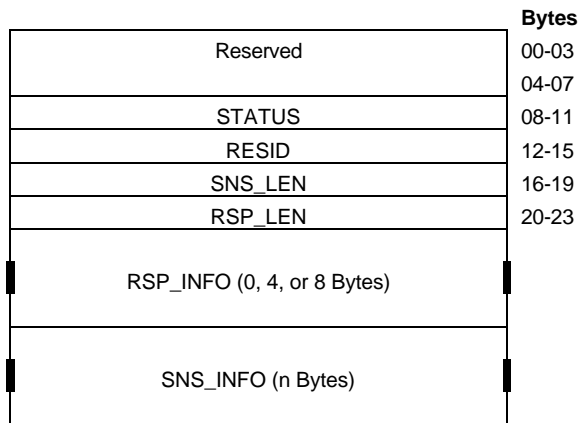 Bytes
Reserved 00-03
04-07
STATUS 08-11
RESID 12-15
SNS_LEN 16-19
RSP_LEN 20-23
RSP_INFO (0, 4, or 8 Bytes)
SNS_INFO (n Bytes)